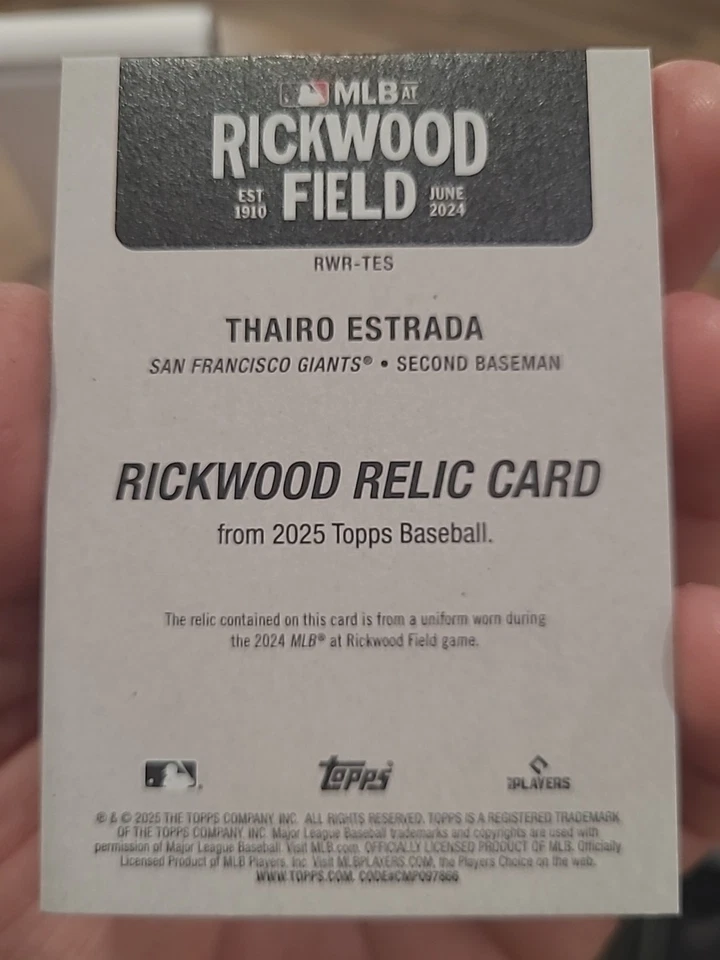 MLB AT
RICKWOOD
FIELD
EST
1910
JUNE
2024
RWR-TES
THAIRO ESTRADA
SAN FRANCISCO GIANTS® • SECOND BASEMAN
RICKWOOD RELIC CARD
from 2025 Topps Baseball.
The relic contained on this card is from a uniform worn during
the 2024 MLB® at Rickwood Field game.
Topps
PLAYERS
® & © 2025 THE TOPPS COMPANY, INC. ALL RIGHTS RESERVED. TOPPS IS A REGISTERED TRADEMARK
OF THE TOPPS COMPANY, INC. Major League Baseball trademarks and copyrights are used with
permission of Major League Baseball. Visit MLB.com. OFFICIALLY LICENSED PRODUCT OF MLB. Officially
Licensed Product of MLB Players, Inc. Visit MLBPLAYERS.COM, the Players Choice on the web.
WWW.TOPPS.COM. CODE#CMP097866